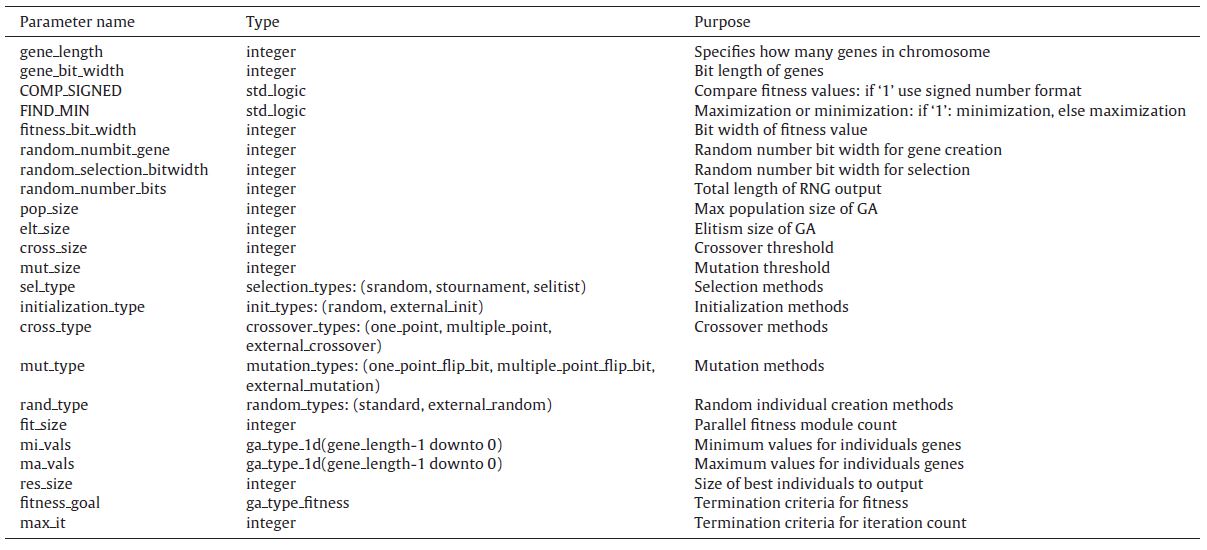 Parameter name Type Purpose
gene_length integer Specifies how many genes in chromosome
gene_bit_width integer Bit length of genes
COMP_SIGNED std_logic Compare fitness values: if ‘1’ use signed number format
FIND_MIN std_logic Maximization or minimization: if ‘1’: minimization, else maximization
fitness_bit_width integer Bit width of fitness value
random_numbit_gene integer Random number bit width for gene creation
random_selection_bitwidth integer Random number bit width for selection
random_number_bits integer Total length of RNG output
pop_size integer Max population size of GA
elt_size integer Elitism size of GA
cross_size integer Crossover threshold
mut_size integer Mutation threshold
sel_type selection_types: (srandom, stournament, selitist) Selection methods
initialization_type init_types: (random, external_init) Initialization methods
cross_type crossover_types: (one_point, multiple_point, Crossover methods
external_crossover)
mut_type mutation_types: (one_point_flip_bit, multiple_point_flip_bit, Mutation methods
external_mutation)
rand_type random_types: (standard, external_random) Random individual creation methods
fit_size integer Parallel fitness module count
mi_vals ga_type_1d(gene_length-1 downto 0) Minimum values for individuals genes
ma_vals ga_type_1d(gene_length-1 downto 0) Maximum values for individuals genes
res_size integer Size of best individuals to output
fitness_goal ga_type_fitness Termination criteria for fitness
max_it integer Termination criteria for iteration count